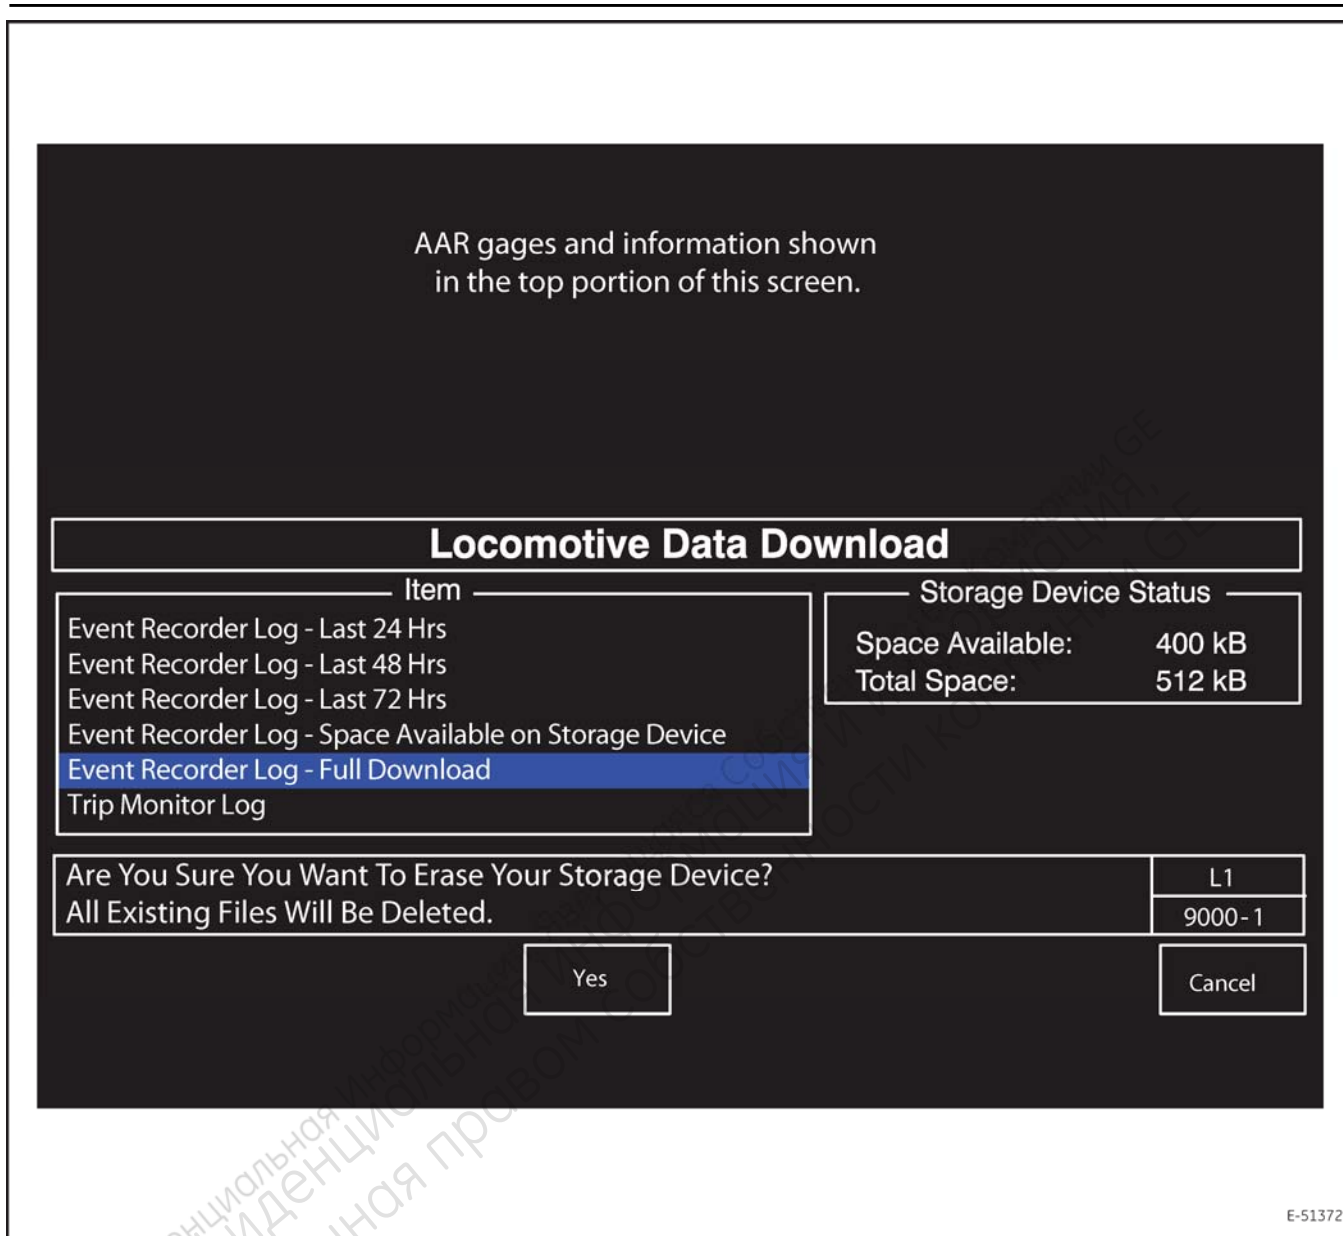 AAR gages and information shown
in the top portion of this screen.
Locomotive Data Download
Item
Event Recorder Log - Last 24 Hrs
Event Recorder Log - Last 48 Hrs
Event Recorder Log - Last 72 Hrs
Event Recorder Log - Space Available on Storage Device
Event Recorder Log - Full Download
Trip Monitor Log
Storage Device Status
Space Available: 400 kB
Total Space: 512 kB
Are You Sure You Want To Erase Your Storage Device?
All Existing Files Will Be Deleted.
L1
9000-1
Yes
Cancel
E-51372